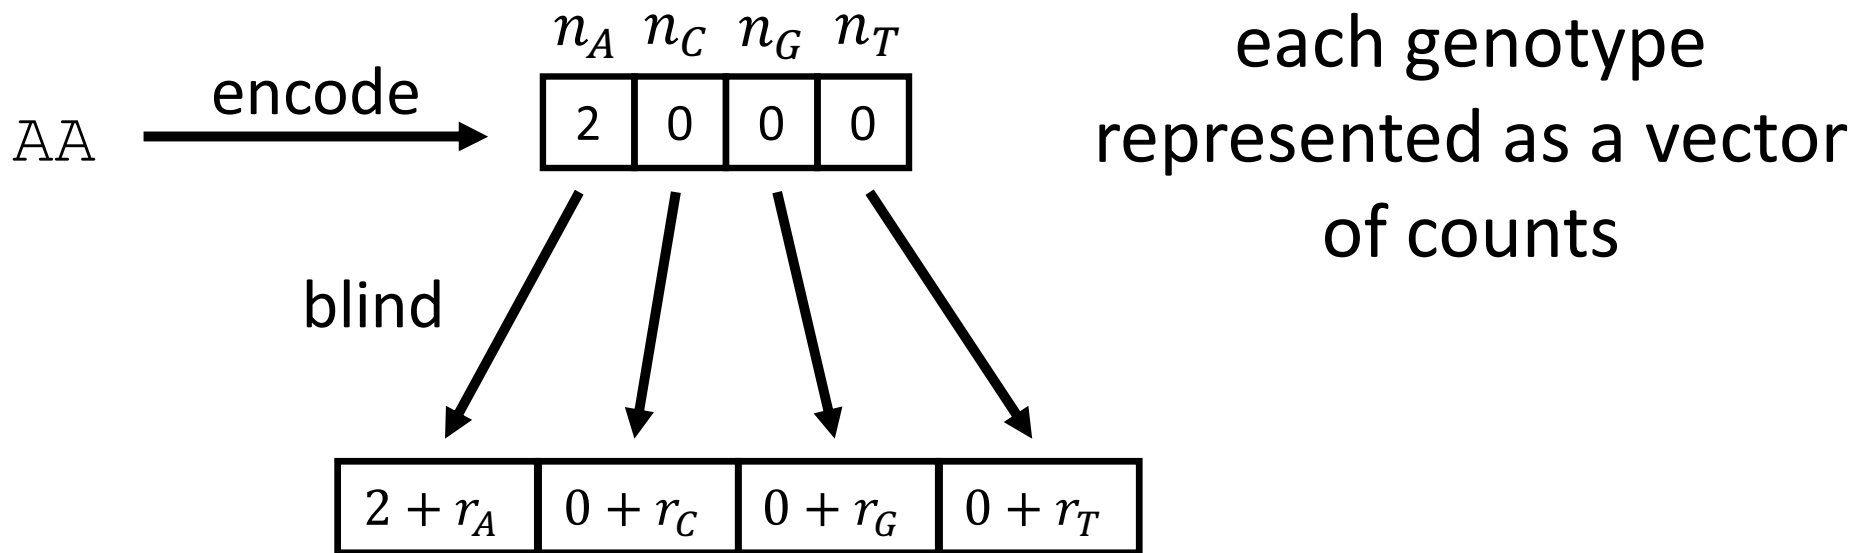 n_A n_C n_G n_T
each genotype
encode
AA
2 0 0 0
represented as a vector
of counts
blind
2 + r_A 0 + r_C 0 + r_G 0 + r_T